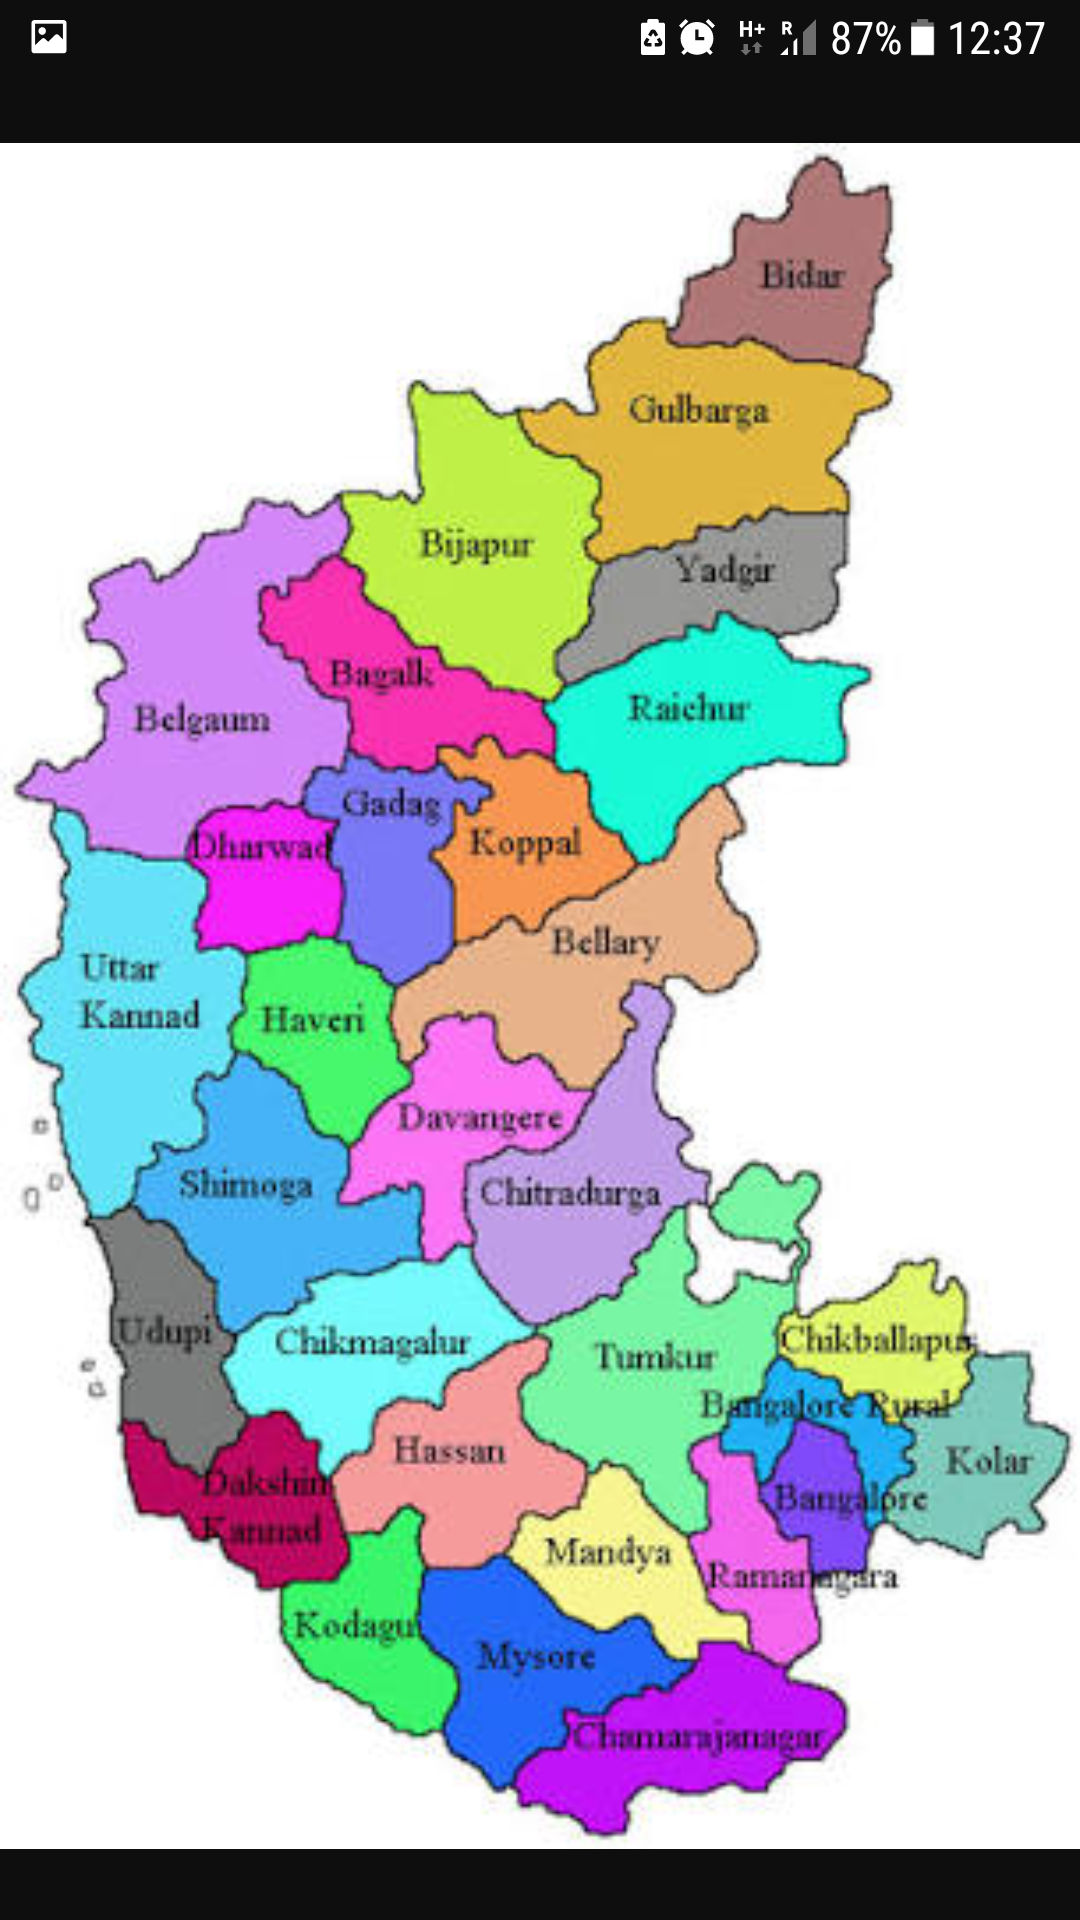 H+ R 87% 12:37
Bidar
Gulbarga
Bijapur
Yadgir
Bagalk
Raichur
Belgaum
Gadag
Dharwad
Koppal
Bellary
Uttar
Kannad
Haveri
Davangere
Shimoga
Chitradurga
Udupi
Chikmagalur
Tumkur
Chikballapur
Bangalore Rural
Hassan
Kolar
Dakshin
Kannad
Bangalore
Mandya
Ramanagara
Kodagu
Mysore
Chamarajanagar